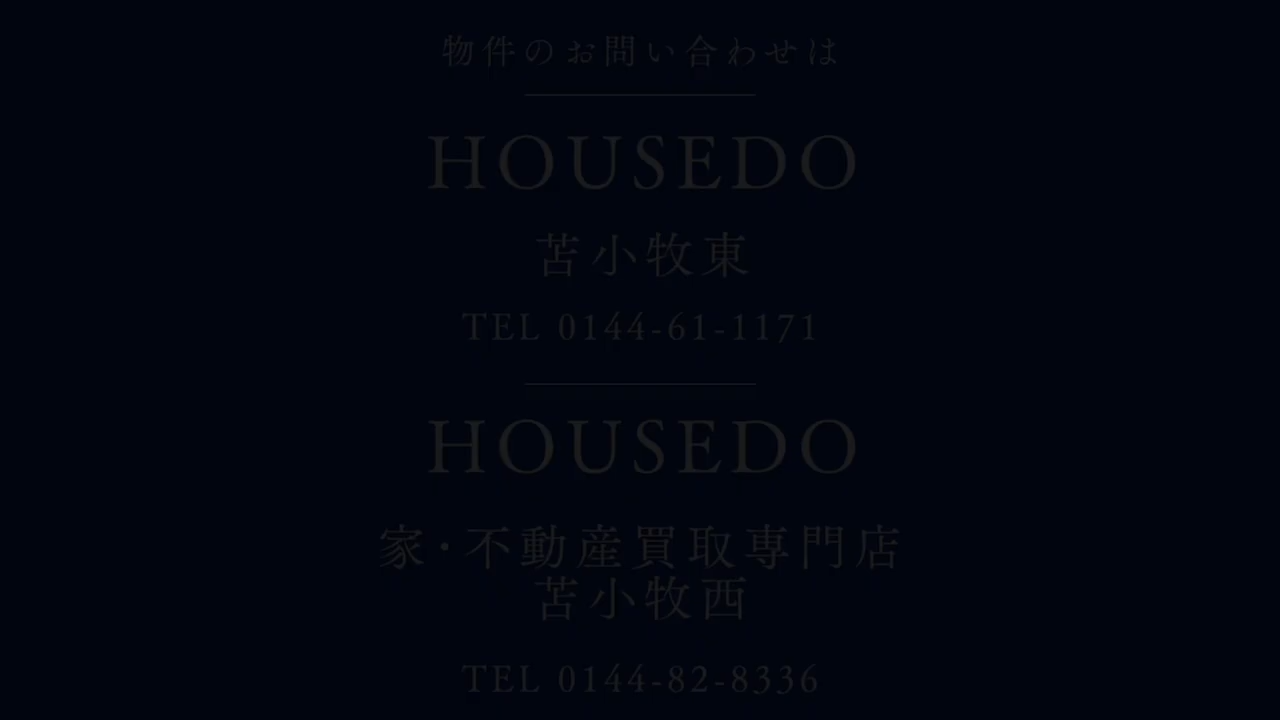 物件のお問い合わせは
HOUSEDO
苫小牧東
TEL 0144-61-1171
HOUSEDO
家・不動産買取専門店
苫小牧西
TEL 0144-82-8336